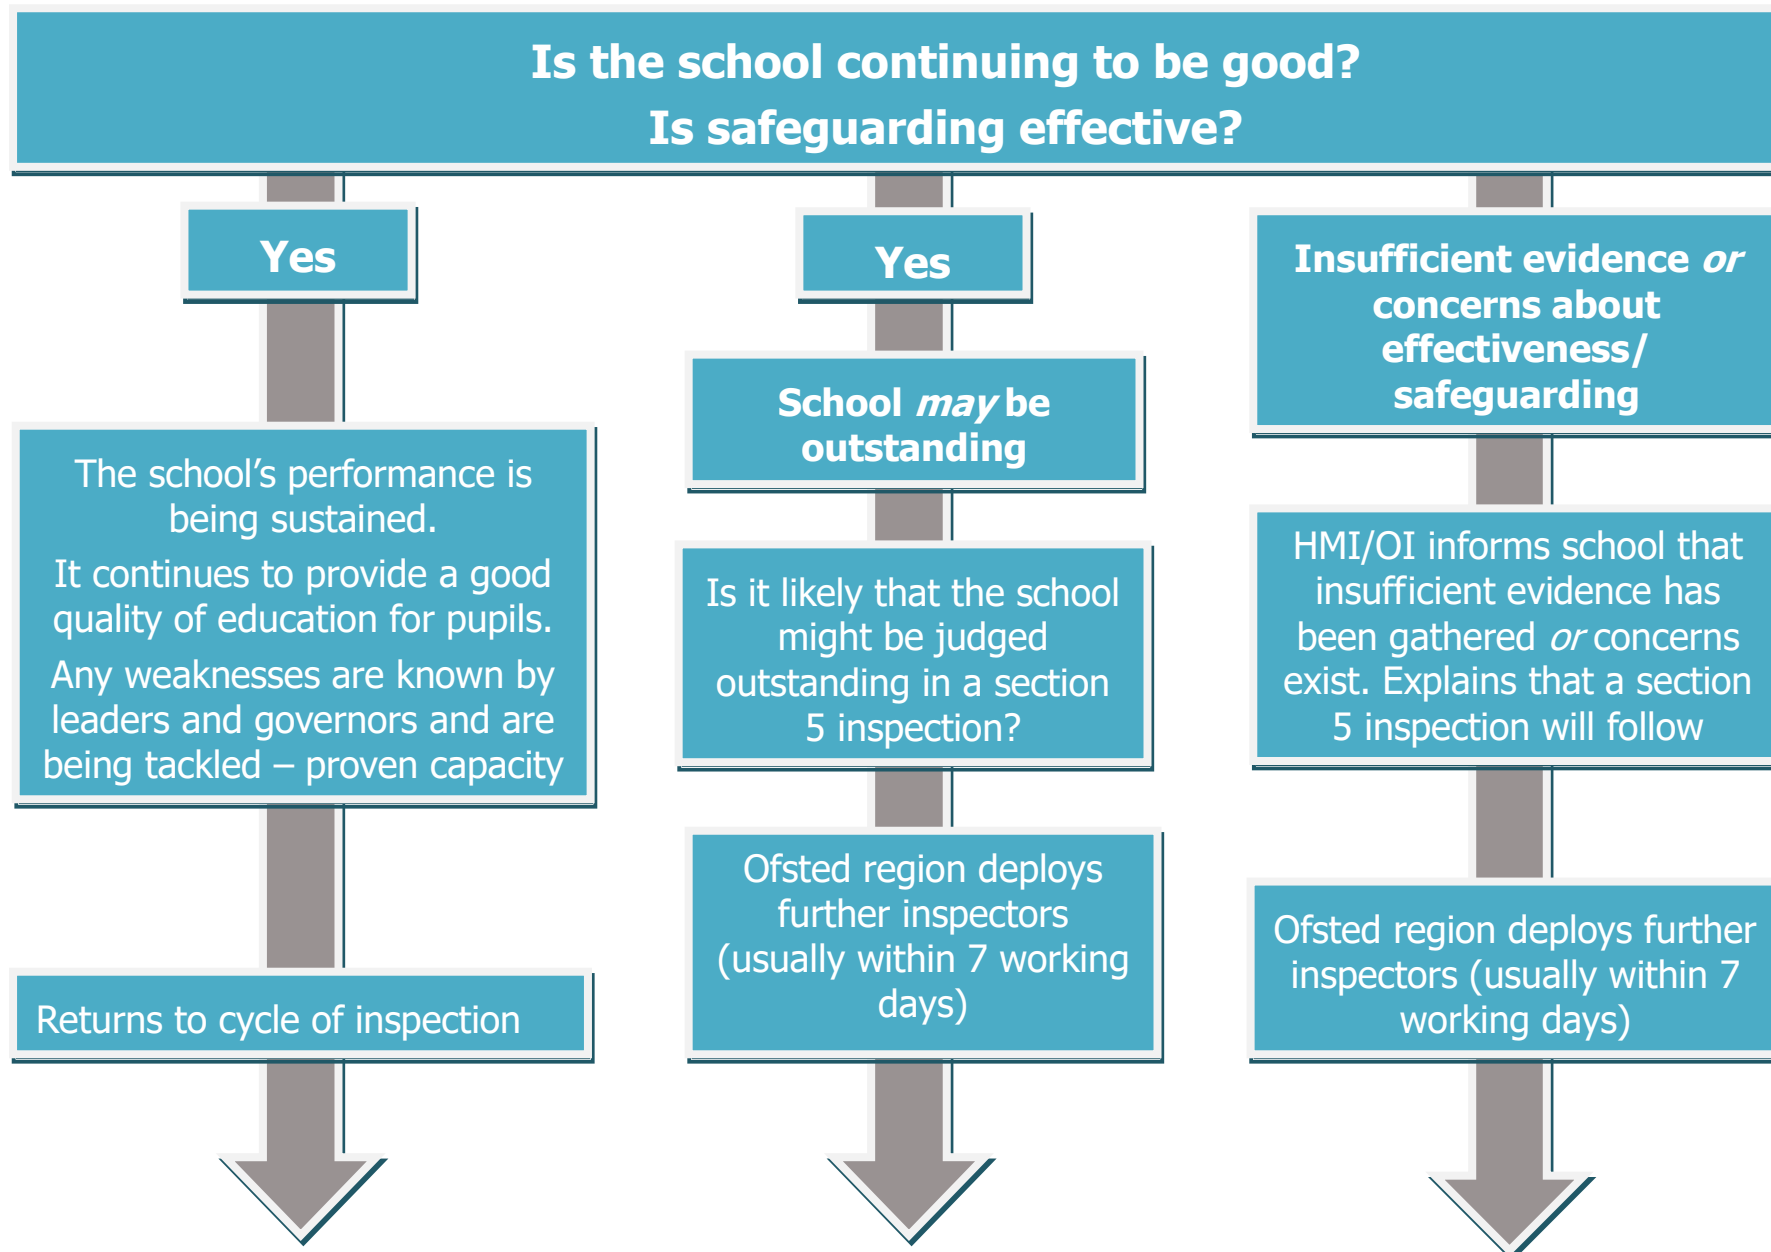 Is the school continuing to be good?
Is safeguarding effective?
Yes
The school’s performance is
being sustained.
It continues to provide a good
quality of education for pupils.
Any weaknesses are known by
leaders and governors and are
being tackled – proven capacity
Returns to cycle of inspection
Yes
School may be
outstanding
Is it likely that the school
might be judged
outstanding in a section
5 inspection?
Ofsted region deploys
further inspectors
(usually within 7 working
days)
Insufficient evidence or
concerns about
effectiveness/
safeguarding
HMI/OI informs school that
insufficient evidence has
been gathered or concerns
exist. Explains that a section
5 inspection will follow
Ofsted region deploys further
inspectors (usually within 7
working days)